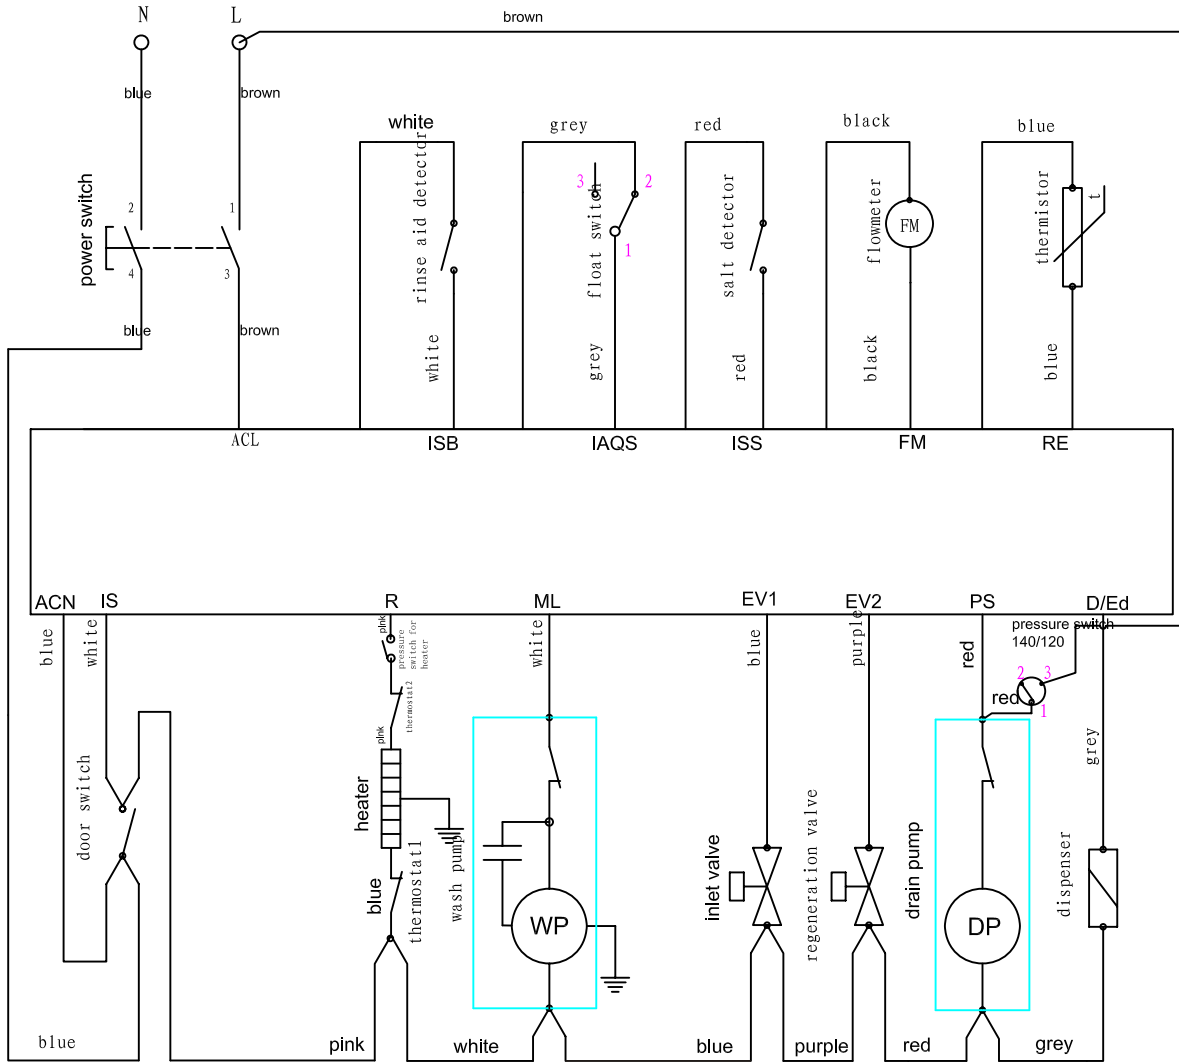 N
L
brown
blue
brown
white
grey
red
black
blue
power switch
2
1
4
3
rinse aid detector
3
2
float switch
1
salt detector
flowmeter
FM
thermistor
t
blue
brown
white
grey
red
black
blue
ACL
ISB
IAQS
ISS
FM
RE
ACN
IS
R
ML
EV1
EV2
PS
D/Ed
blue
white
pink
pressure
switch for
heater
white
blue
purple
red
pressure switch
140/120
2
3
red
1
thermostat2
pink
grey
door switch
heater
blue
thermostat1
wash pump
WP
inlet valve
regeneration valve
drain pump
DP
dispenser
blue
pink
white
blue
purple
red
grey